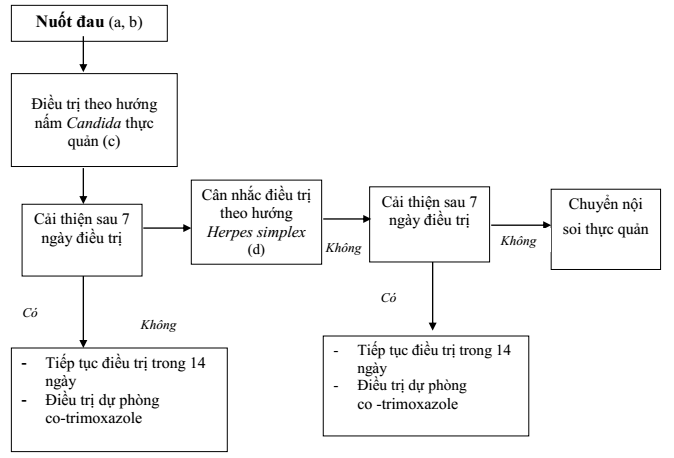 Nuốt đau (a, b)
Điều trị theo hướng
nấm Candida thực
quản (c)
Cải thiện sau 7
ngày điều trị
Cân nhắc điều trị
theo hướng
Herpes simplex
(d)
Không
Cải thiện sau 7
ngày điều trị
Không
Chuyển nội
soi thực quản
Có
Không
Có
- Tiếp tục điều trị trong 14
ngày
- Điều trị dự phòng
co-trimoxazole
- Tiếp tục điều trị trong 14
ngày
- Điều trị dự phòng
co -trimoxazole